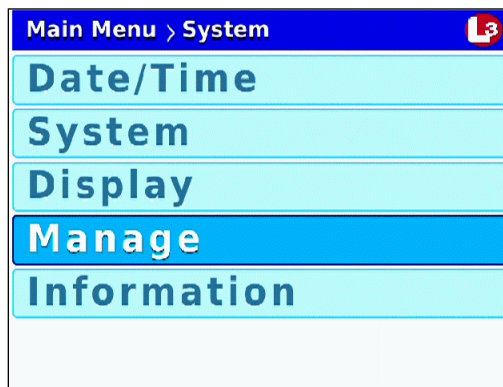 Main Menu > System
L3
Date/Time
System
Display
Manage
Information